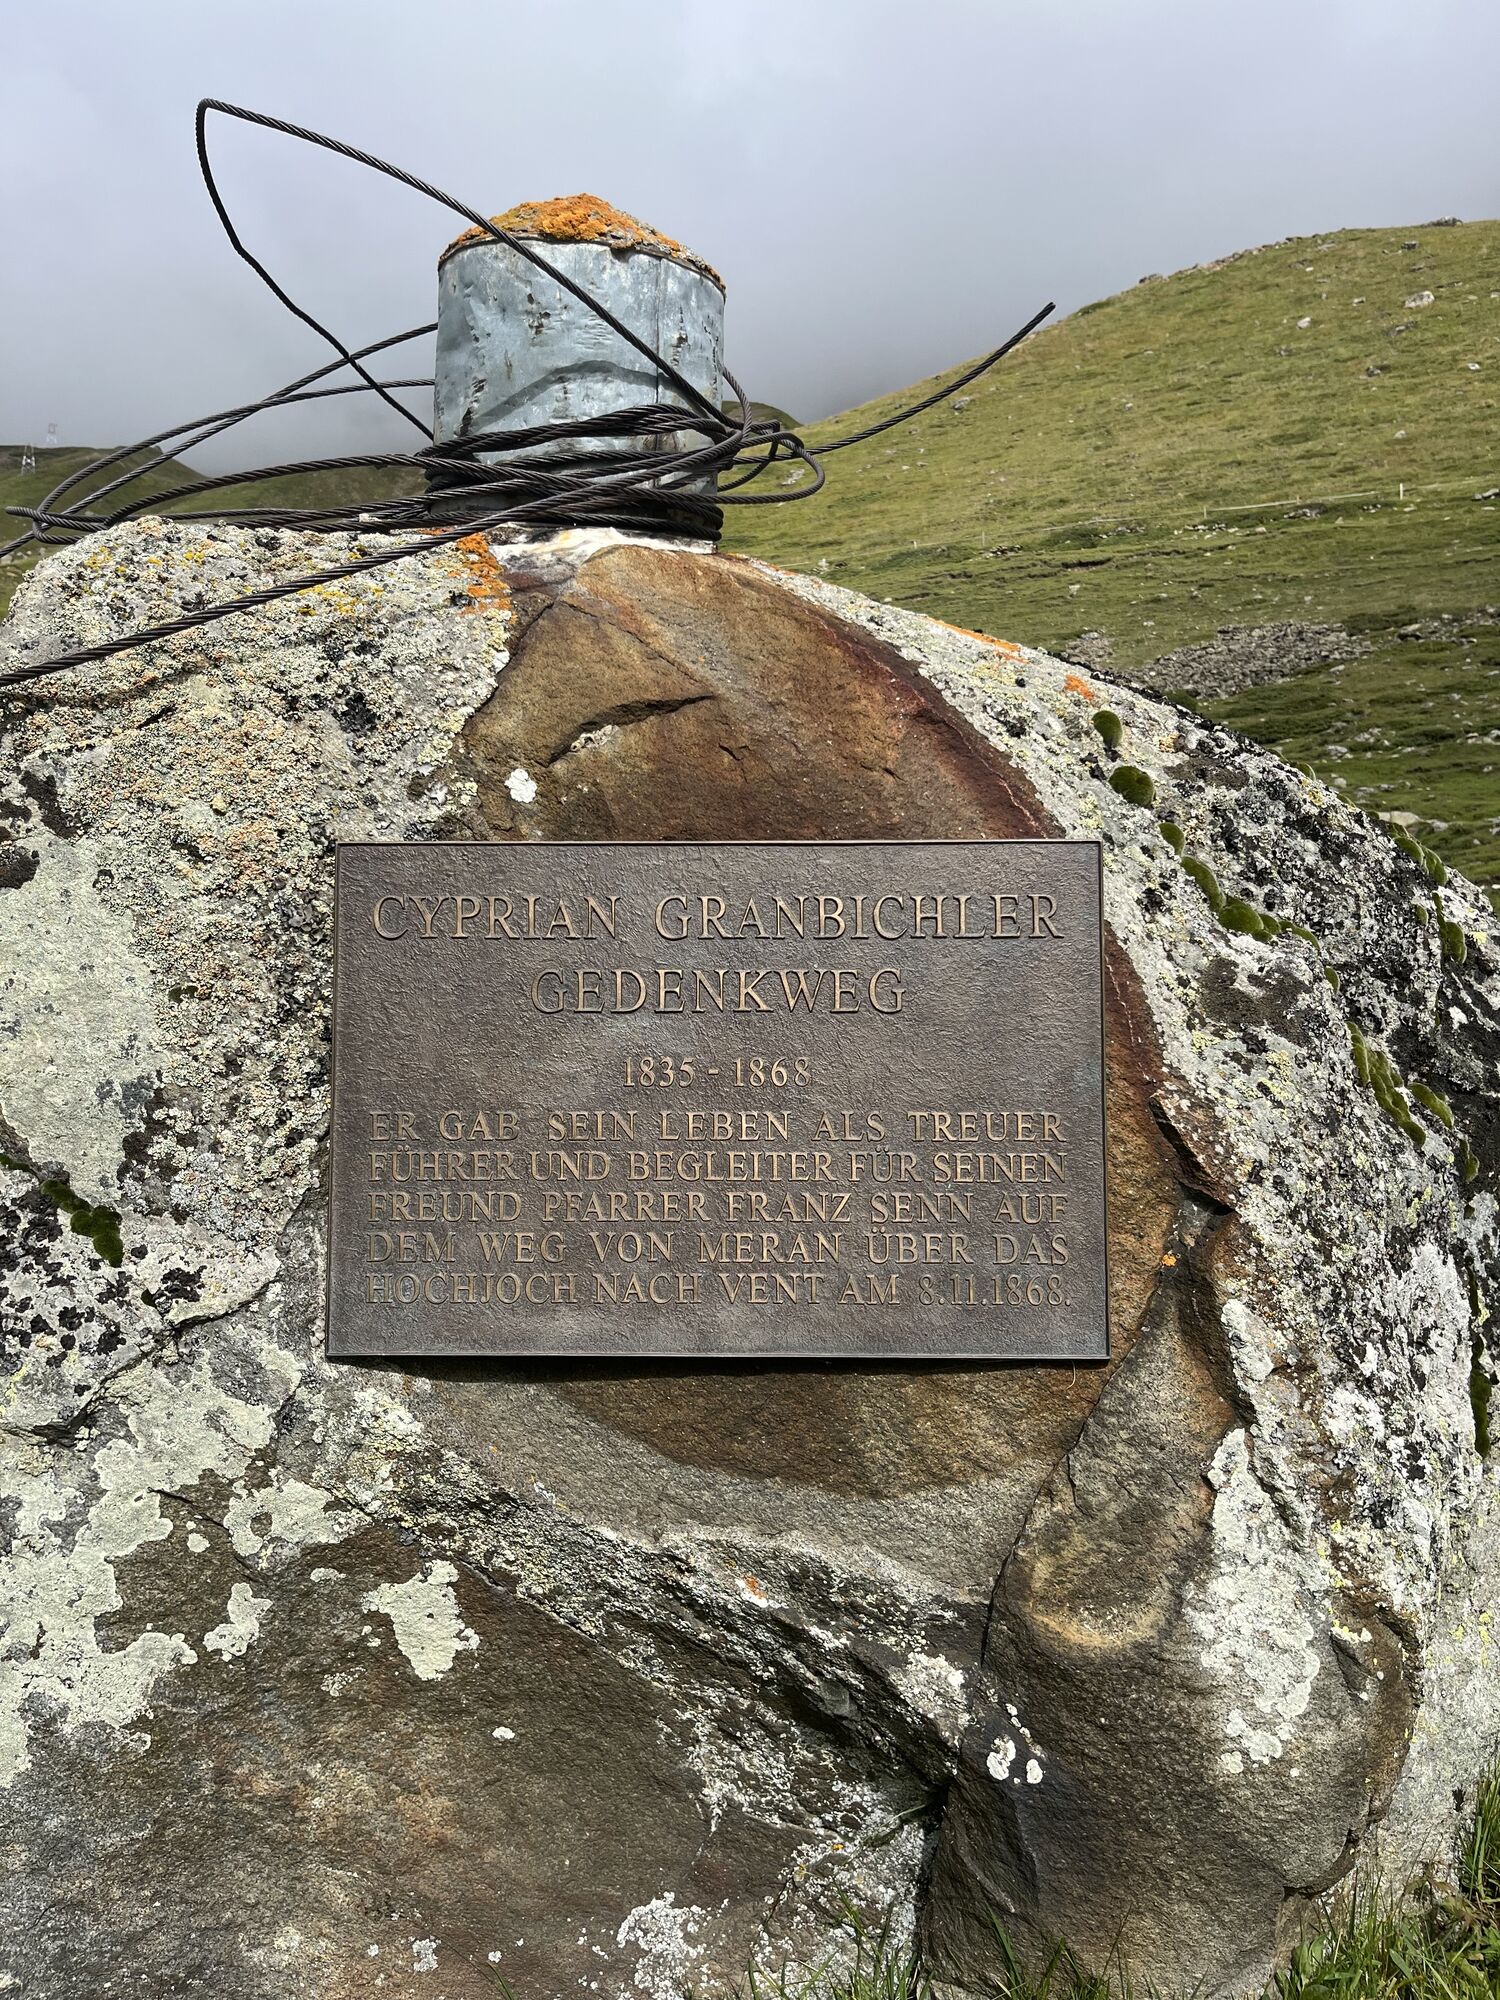 CYPRIAN GRANBICHLER
GEDENKWEG
1835 - 1868
ER GAB SEIN LEBEN ALS TREUER
FÜHRER UND BEGLEITER FÜR SEINEN
FREUND PFARRER FRANZ SENN AUF
DEM WEG VON MERAN ÜBER DAS
HOCHJOCH NACH VENT AM 8.11.1868.